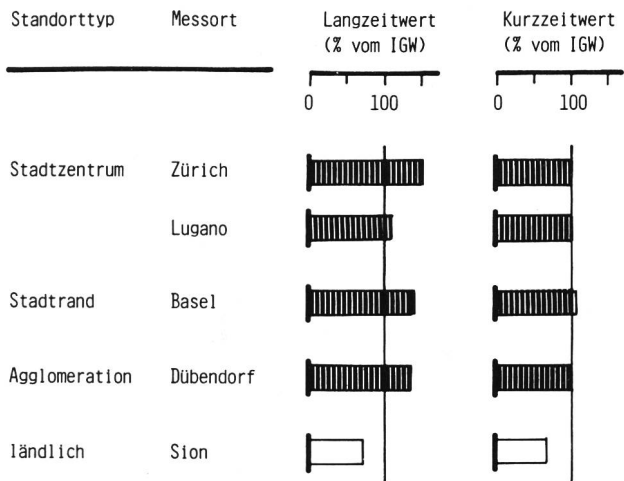 Standorttyp Messort Langzeitwert Kurzzeitwert
(% vom IGW) (% vom IGW)
0 100 0 100
Stadtzentrum Zürich
Lugano
Stadtrand Basel
Agglomeration Dübendorf
ländlich Sion